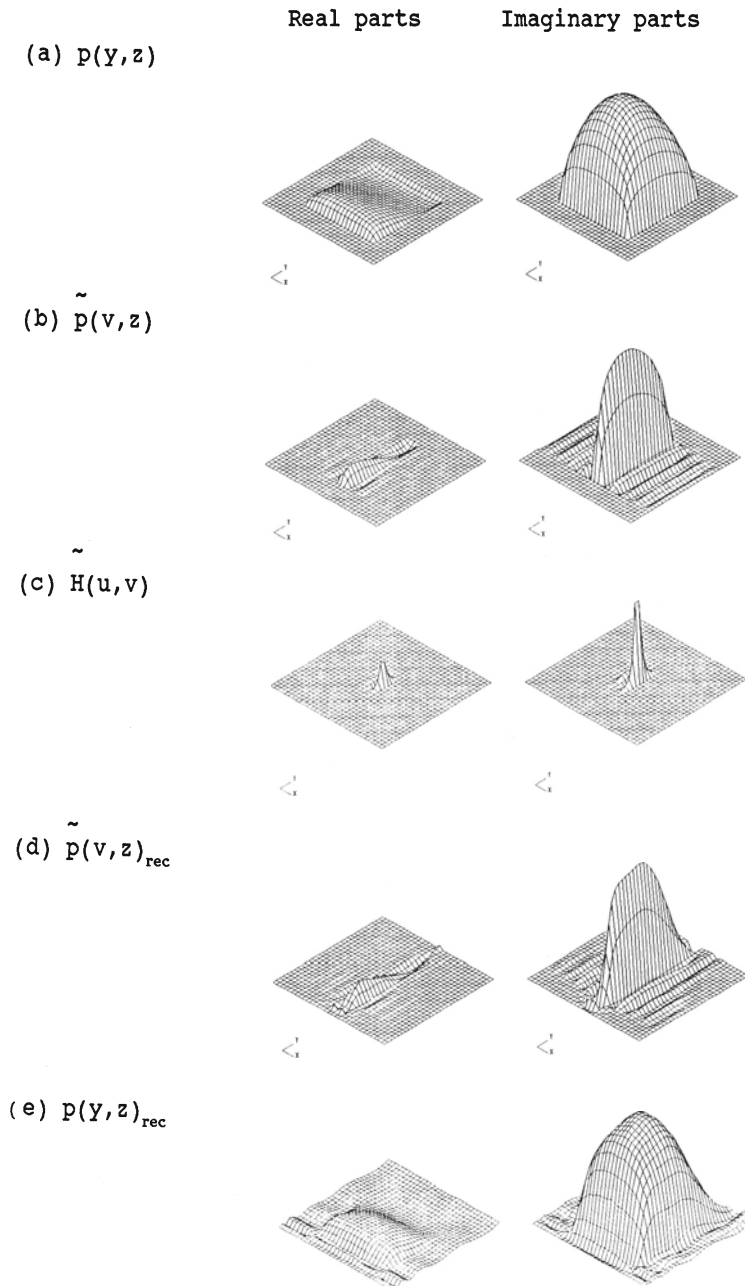 Real parts Imaginary parts
(a) p(y,z)
Y
X
Y
X
(b) p̃(v,z)
Y
X
Y
X
(c) H̃(u,v)
Y
X
Y
X
(d) p̃(v,z)rec
Y
X
Y
X
(e) p(y,z)rec